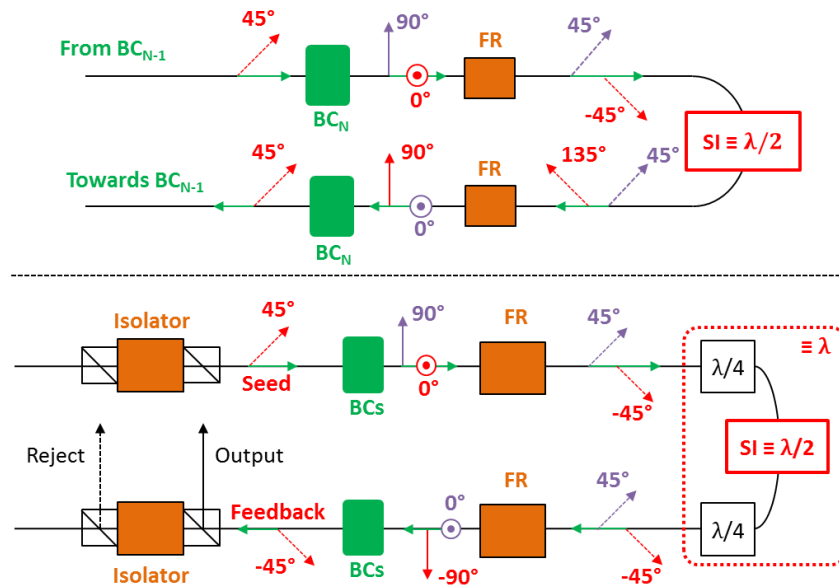 45° 90° FR 45°
From BC_{N-1}
0°
BC_N
-45°
SI ≡ λ/2
45° 90° FR 135° 45°
Towards BC_{N-1}
0°
BC_N
45° 90° FR 45°
≡ λ
Isolator
λ/4
Seed
0°
BCs
-45°
SI ≡ λ/2
Reject Output
FR
0° 45°
Feedback
λ/4
-45° BCs -90° -45°
Isolator